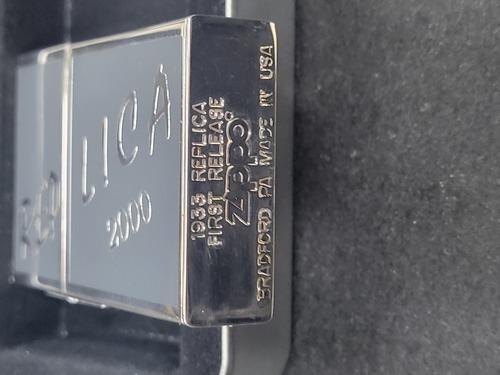 LICA
2000
1933 REPLICA
FIRST RELEASE
Zippo
BRADFORD PA MADE IN USA